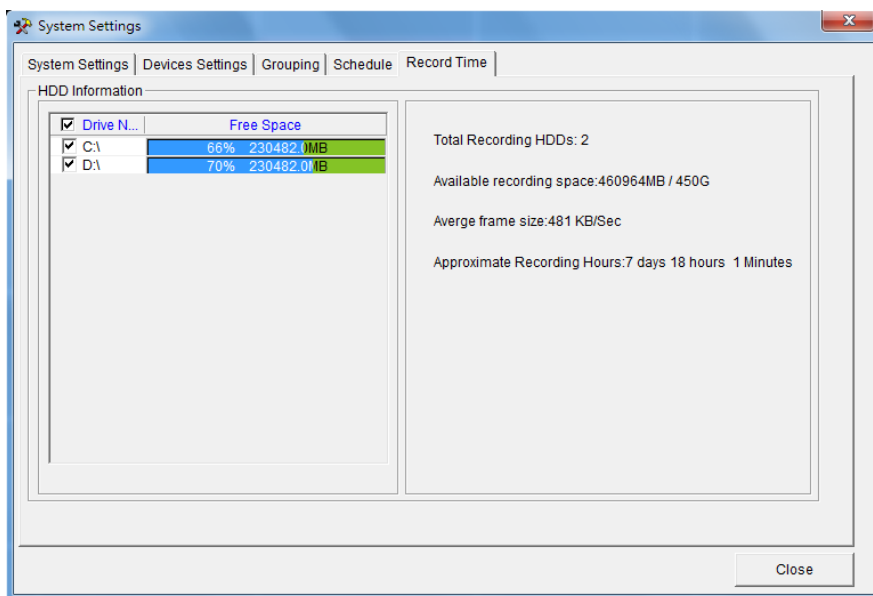 System Settings
System Settings Devices Settings Grouping Schedule Record Time
HDD Information
Drive N... Free Space
C:\ 66% 230482.0MB
D:\ 70% 230482.0MB
Total Recording HDDs: 2
Available recording space:460964MB / 450G
Averge frame size:481 KB/Sec
Approximate Recording Hours:7 days 18 hours 1 Minutes
Close